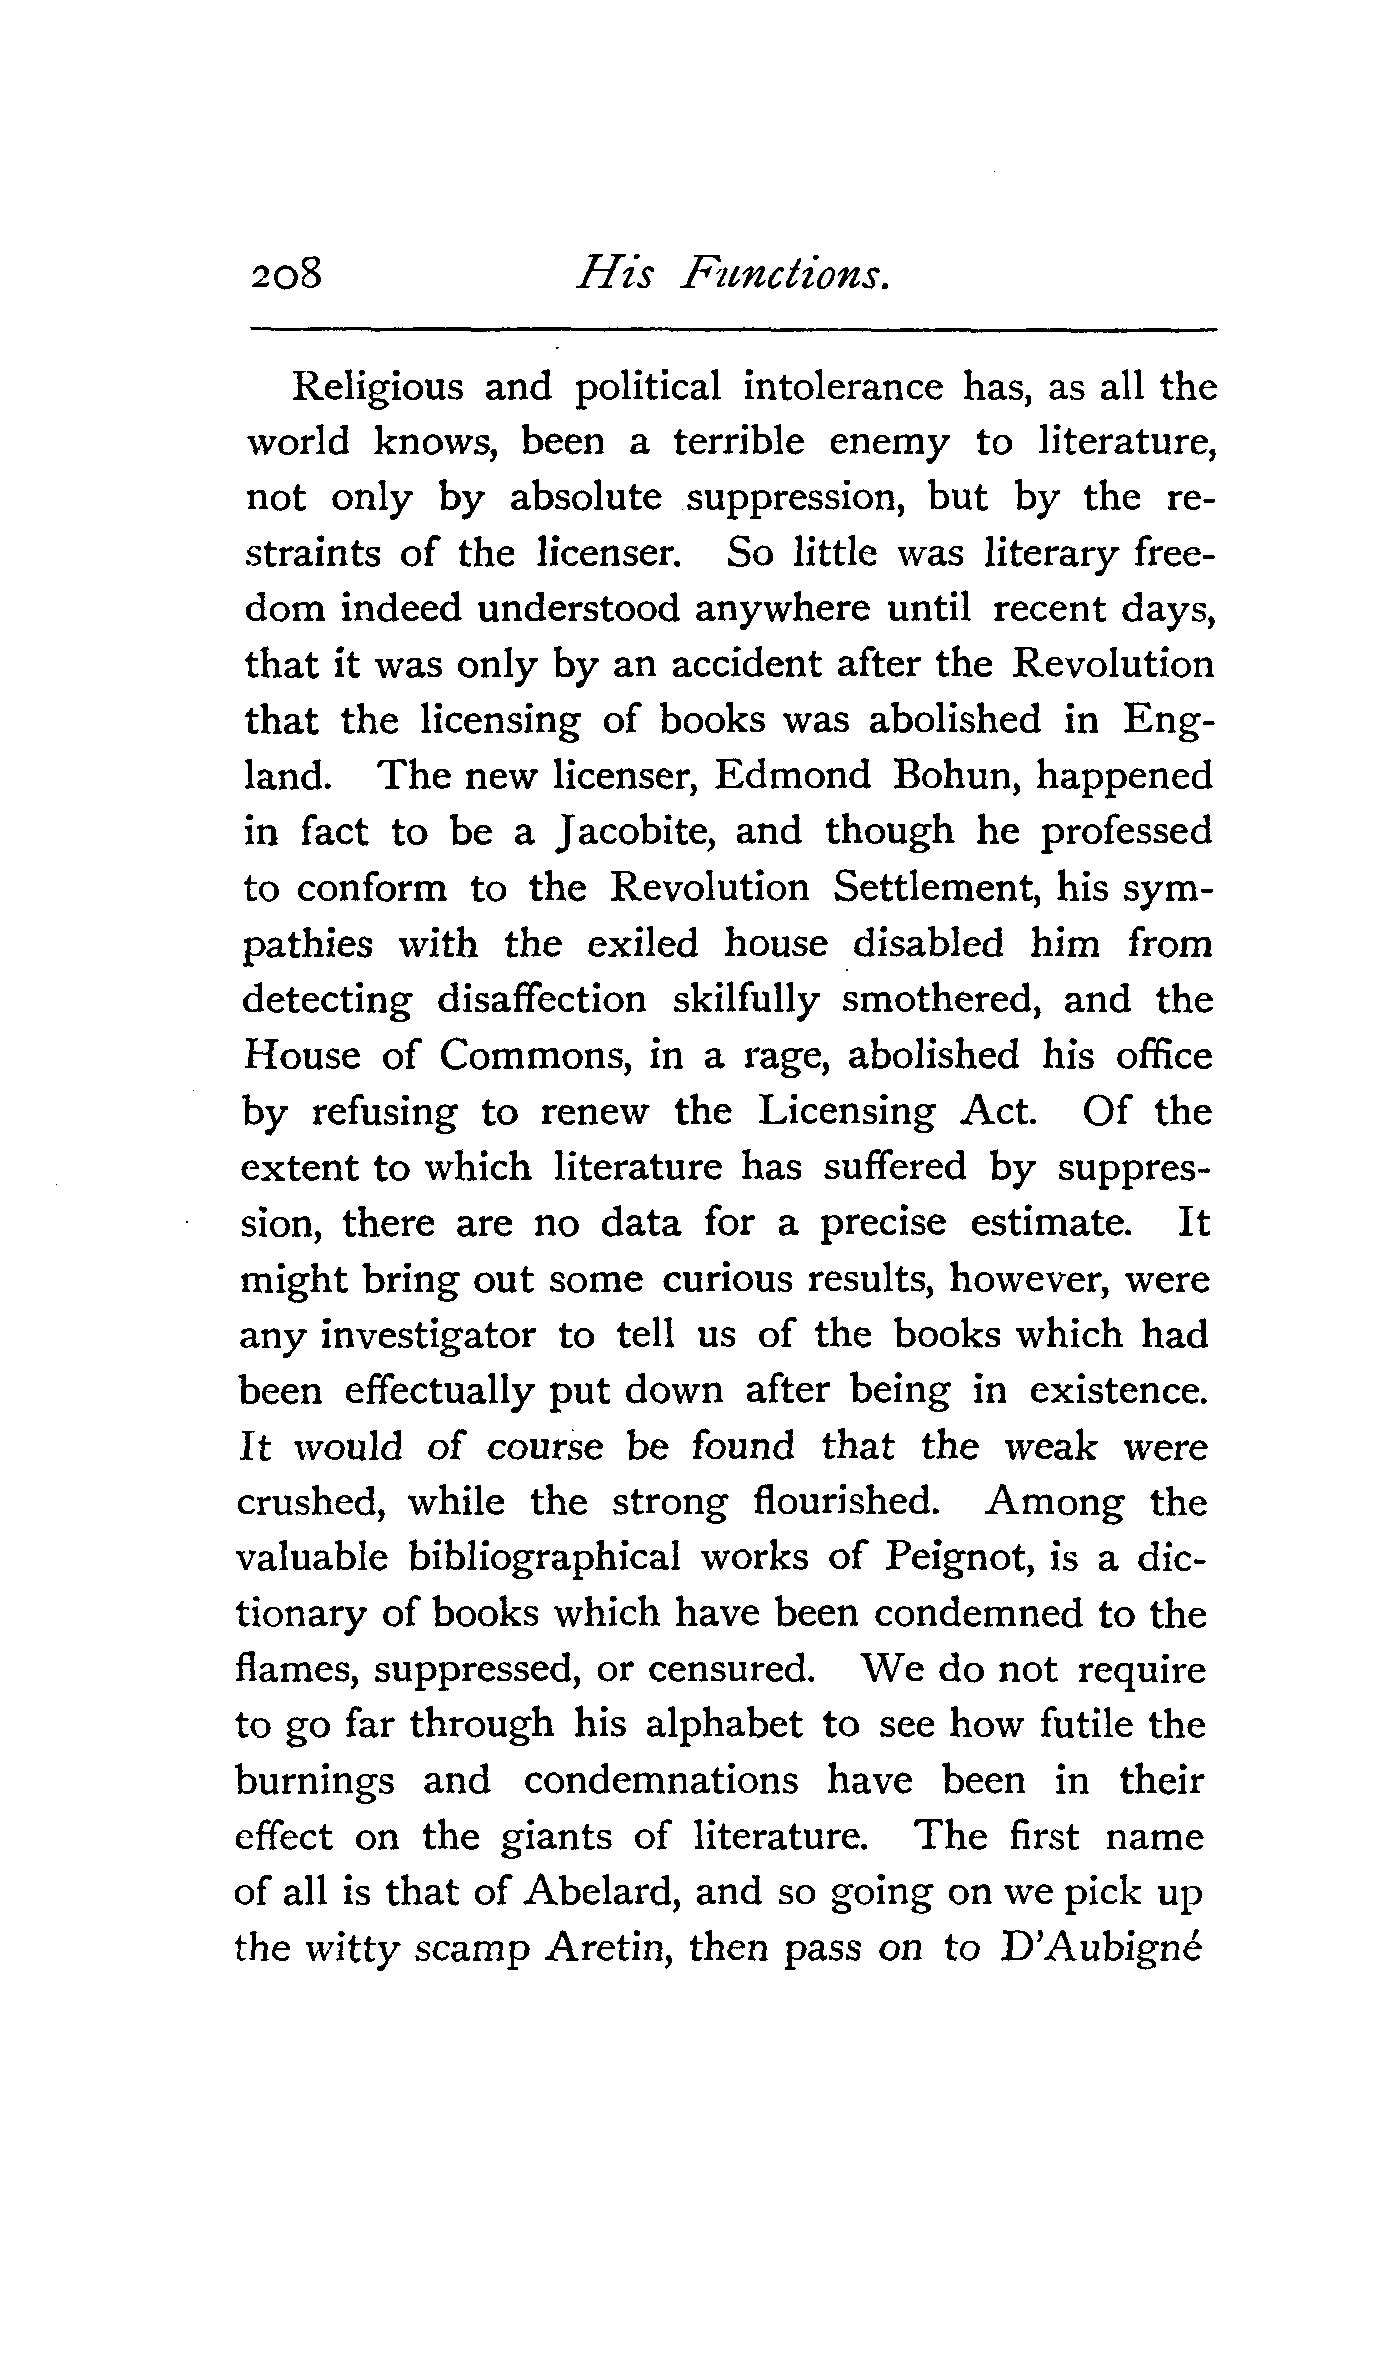 208 His Functions.
Religious and political intolerance has, as all the
world knows, been a terrible enemy to literature,
not only by absolute suppression, but by the re-
straints of the licenser. So little was literary free-
dom indeed understood anywhere until recent days,
that it was only by an accident after the Revolution
that the licensing of books was abolished in Eng-
land. The new licenser, Edmond Bohun, happened
in fact to be a Jacobite, and though he professed
to conform to the Revolution Settlement, his sym-
pathies with the exiled house disabled him from
detecting disaffection skilfully smothered, and the
House of Commons, in a rage, abolished his office
by refusing to renew the Licensing Act. Of the
extent to which literature has suffered by suppres-
sion, there are no data for a precise estimate. It
might bring out some curious results, however, were
any investigator to tell us of the books which had
been effectually put down after being in existence.
It would of course be found that the weak were
crushed, while the strong flourished. Among the
valuable bibliographical works of Peignot, is a dic-
tionary of books which have been condemned to the
flames, suppressed, or censured. We do not require
to go far through his alphabet to see how futile the
burnings and condemnations have been in their
effect on the giants of literature. The first name
of all is that of Abelard, and so going on we pick up
the witty scamp Aretin, then pass on to D'Aubigné